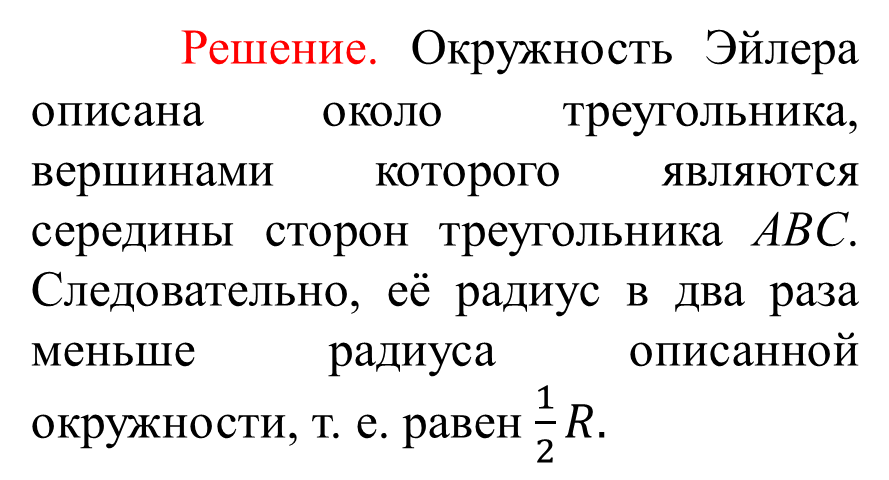 Решение. Окружность Эйлера
описана около треугольника,
вершинами которого являются
середины сторон треугольника ABC.
Следовательно, её радиус в два раза
меньше радиуса описанной
окружности, т. е. равен 1/2 R.